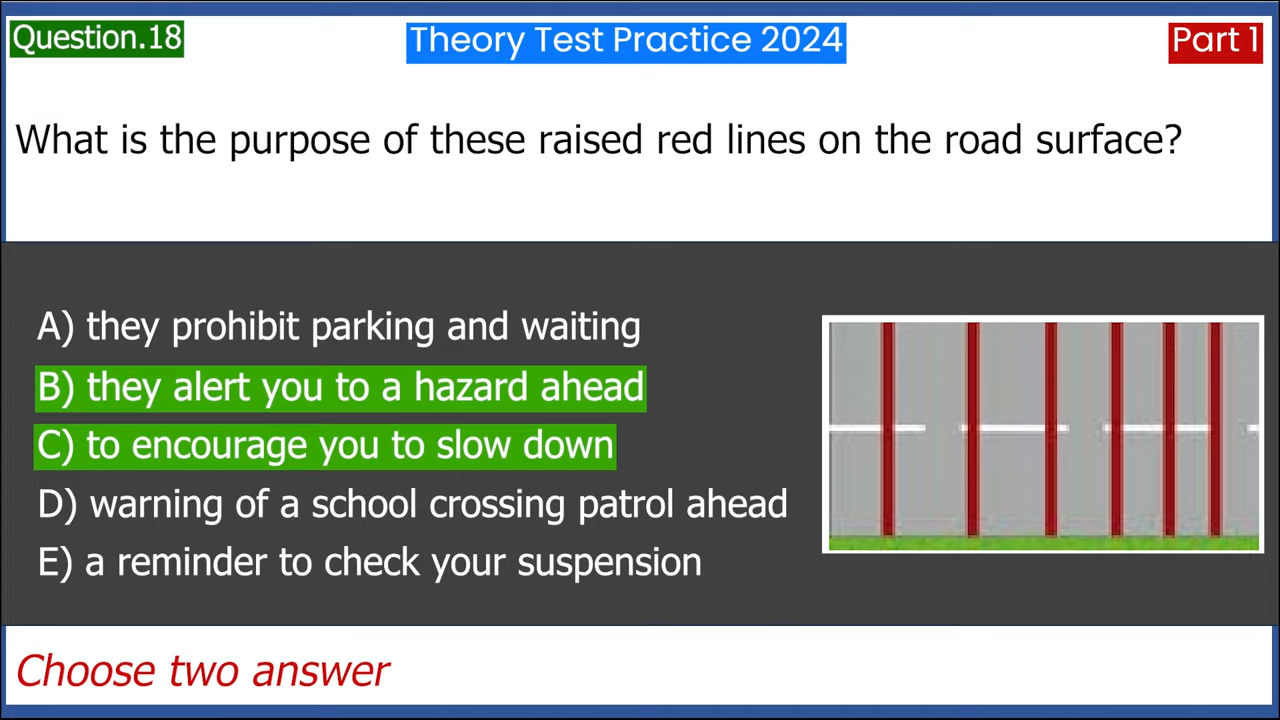 Question.18
Theory Test Practice 2024
Part 1
What is the purpose of these raised red lines on the road surface?
A) they prohibit parking and waiting
B) they alert you to a hazard ahead
C) to encourage you to slow down
D) warning of a school crossing patrol ahead
E) a reminder to check your suspension
Choose two answer